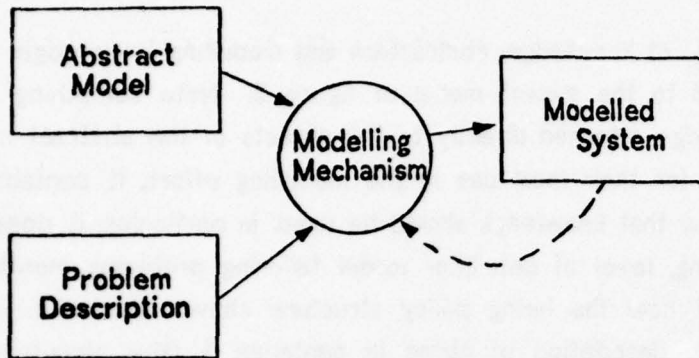 Abstract
Model
Modelling
Mechanism
Modelled
System
Problem
Description